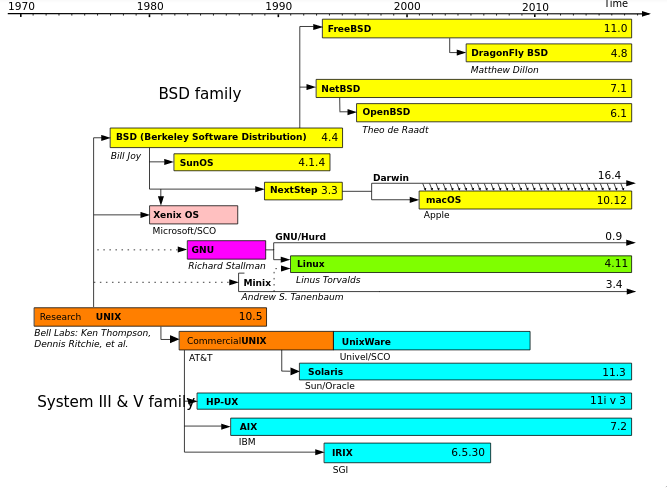 1970 1980 1990 2000 2010 Time
FreeBSD 11.0
DragonFly BSD 4.8
Matthew Dillon
BSD family
NetBSD 7.1
OpenBSD 6.1
Theo de Raadt
BSD (Berkeley Software Distribution) 4.4
Bill Joy
SunOS 4.1.4
Darwin 16.4
NextStep 3.3
macOS 10.12
Apple
Xenix OS
Microsoft/SCO
GNU/Hurd 0.9
GNU
Richard Stallman
Linux 4.11
Linus Torvalds
Minix 3.4
Andrew S. Tanenbaum
Research UNIX 10.5
Bell Labs: Ken Thompson,
Dennis Ritchie, et al.
CommercialUNIX UnixWare
AT&T Univel/SCO
Solaris 11.3
Sun/Oracle
System III & V family
HP-UX 11i v 3
AIX 7.2
IBM
IRIX 6.5.30
SGI